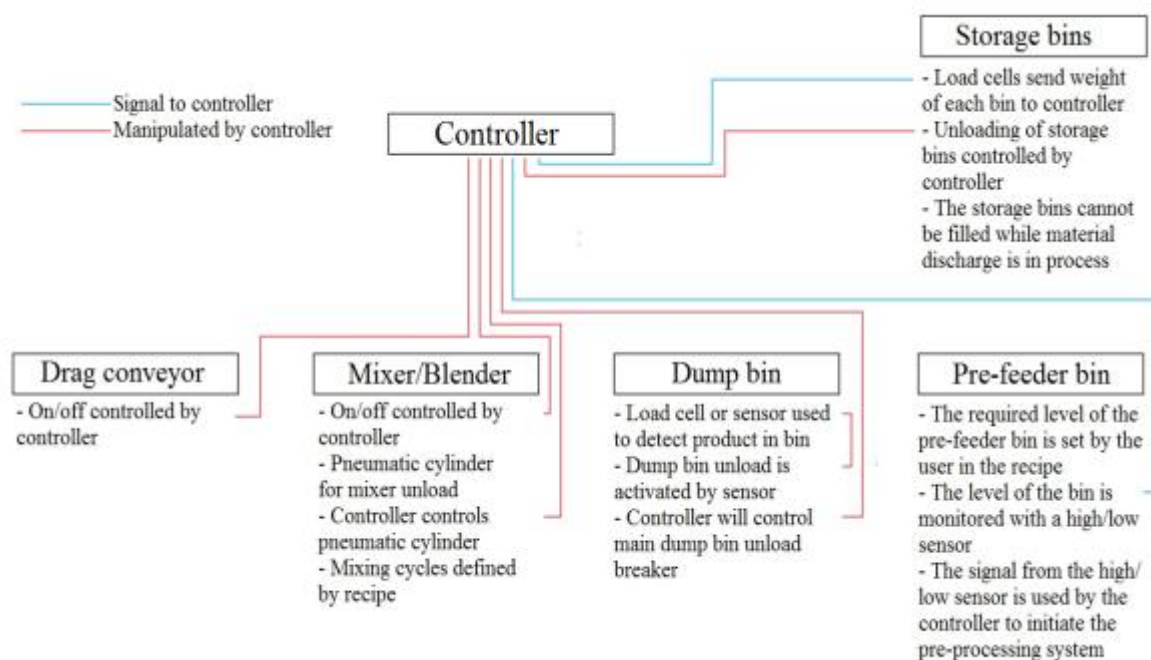 Storage bins
- Load cells send weight
of each bin to controller
- Unloading of storage
bins controlled by
controller
- The storage bins cannot
be filled while material
discharge is in process
Signal to controller
Manipulated by controller
Controller
Drag conveyor
- On/off controlled by
controller
Mixer/Blender
- On/off controlled by
controller
- Pneumatic cylinder
for mixer unload
- Controller controls
pneumatic cylinder
- Mixing cycles defined
by recipe
Dump bin
- Load cell or sensor used
to detect product in bin
- Dump bin unload is
activated by sensor
- Controller will control
main dump bin unload
breaker
Pre-feeder bin
- The required level of the
pre-feeder bin is set by the
user in the recipe
- The level of the bin is
monitored with a high/low
sensor
- The signal from the high/
low sensor is used by the
controller to initiate the
pre-processing system